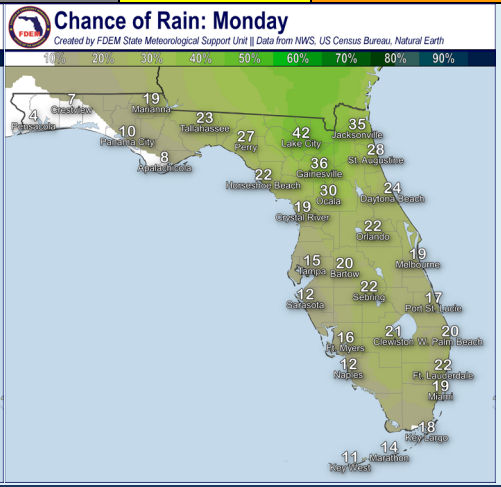 FDEM
Chance of Rain: Monday
Created by FDEM State Meteorological Support Unit || Data from NWS, US Census Bureau, Natural Earth
10% 20% 30% 40% 50% 60% 70% 80% 90%
4
Pensacola
7
Crestview
19
Marianna
10
Panama City
8
Apalachicola
23
Tallahassee
27
Perry
42
Lake City
35
Jacksonville
28
St. Augustine
36
Gainesville
22
Horseshoe Beach
30
Ocala
24
Daytona Beach
19
Crystal River
22
Orlando
19
Melbourne
15
Tampa
20
Bartow
22
Sebring
12
Sarasota
17
Port St. Lucie
16
Ft. Myers
21
Clewiston
20
W. Palm Beach
12
Naples
22
Ft. Lauderdale
19
Miami
18
Key Largo
14
Marathon
11
Key West